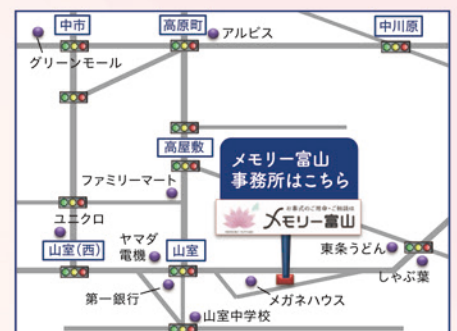 中市
高原町
アルビス
中川原
グリーンモール
高屋敷
メモリー富山
事務所はこちら
ファミリーマート
メモリー富山
ユニクロ
山室(西)
ヤマダ
電機
山室
東条うどん
しゃぶ葉
第一銀行
メガネハウス
山室中学校